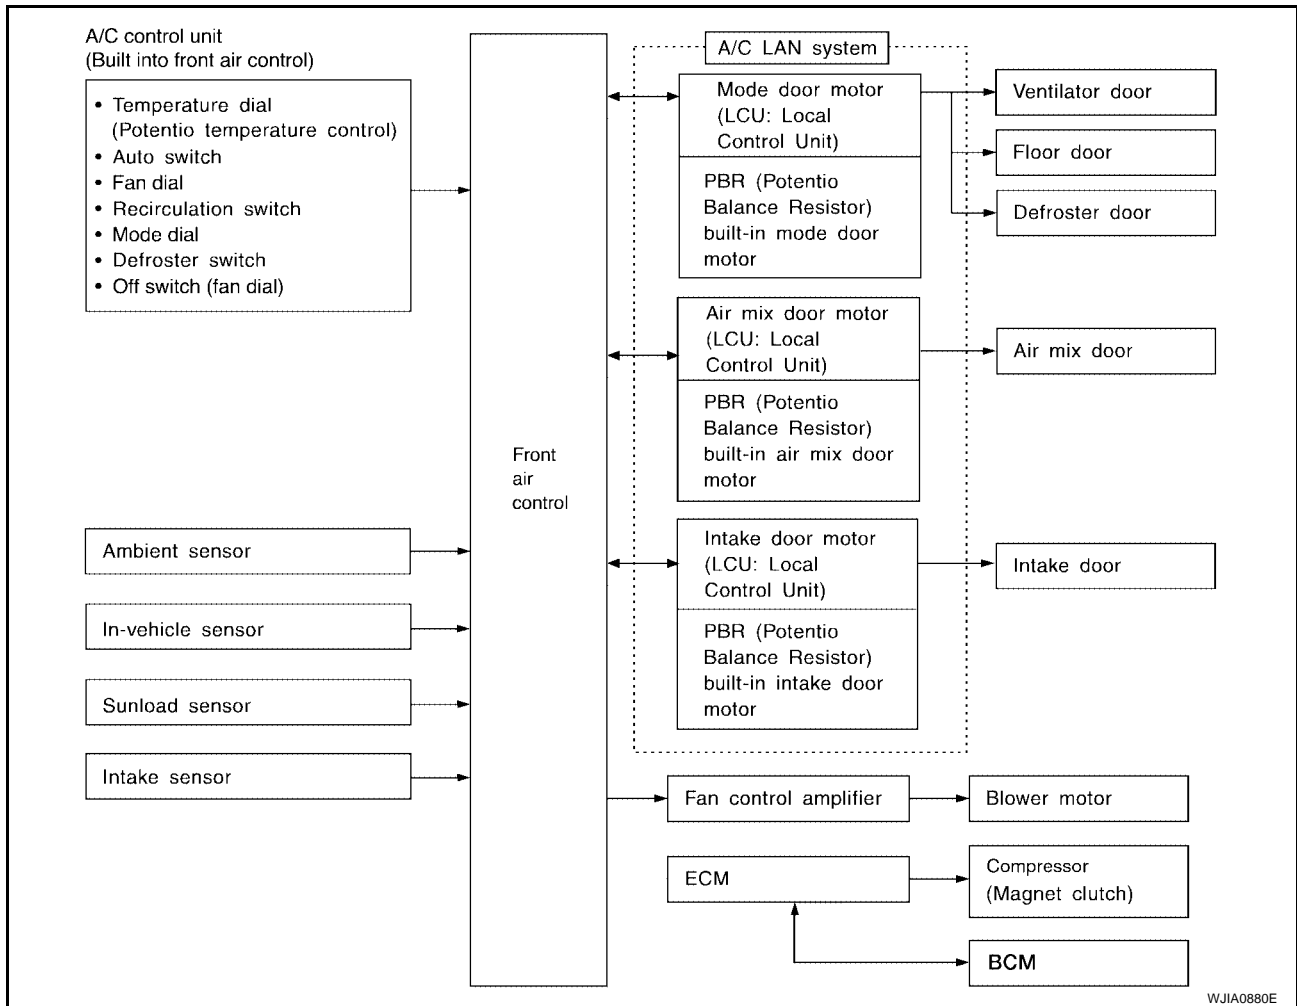 A/C control unit
(Built into front air control)
• Temperature dial
(Potentio temperature control)
• Auto switch
• Fan dial
• Recirculation switch
• Mode dial
• Defroster switch
• Off switch (fan dial)
Ambient sensor
In-vehicle sensor
Sunload sensor
Intake sensor
Front
air
control
A/C LAN system
Mode door motor
(LCU: Local
Control Unit)
PBR (Potentio
Balance Resistor)
built-in mode door
motor
Air mix door motor
(LCU: Local
Control Unit)
PBR (Potentio
Balance Resistor)
built-in air mix door
motor
Intake door motor
(LCU: Local
Control Unit)
PBR (Potentio
Balance Resistor)
built-in intake door
motor
Fan control amplifier
ECM
Ventilator door
Floor door
Defroster door
Air mix door
Intake door
Blower motor
Compressor
(Magnet clutch)
BCM
WJIA0880E